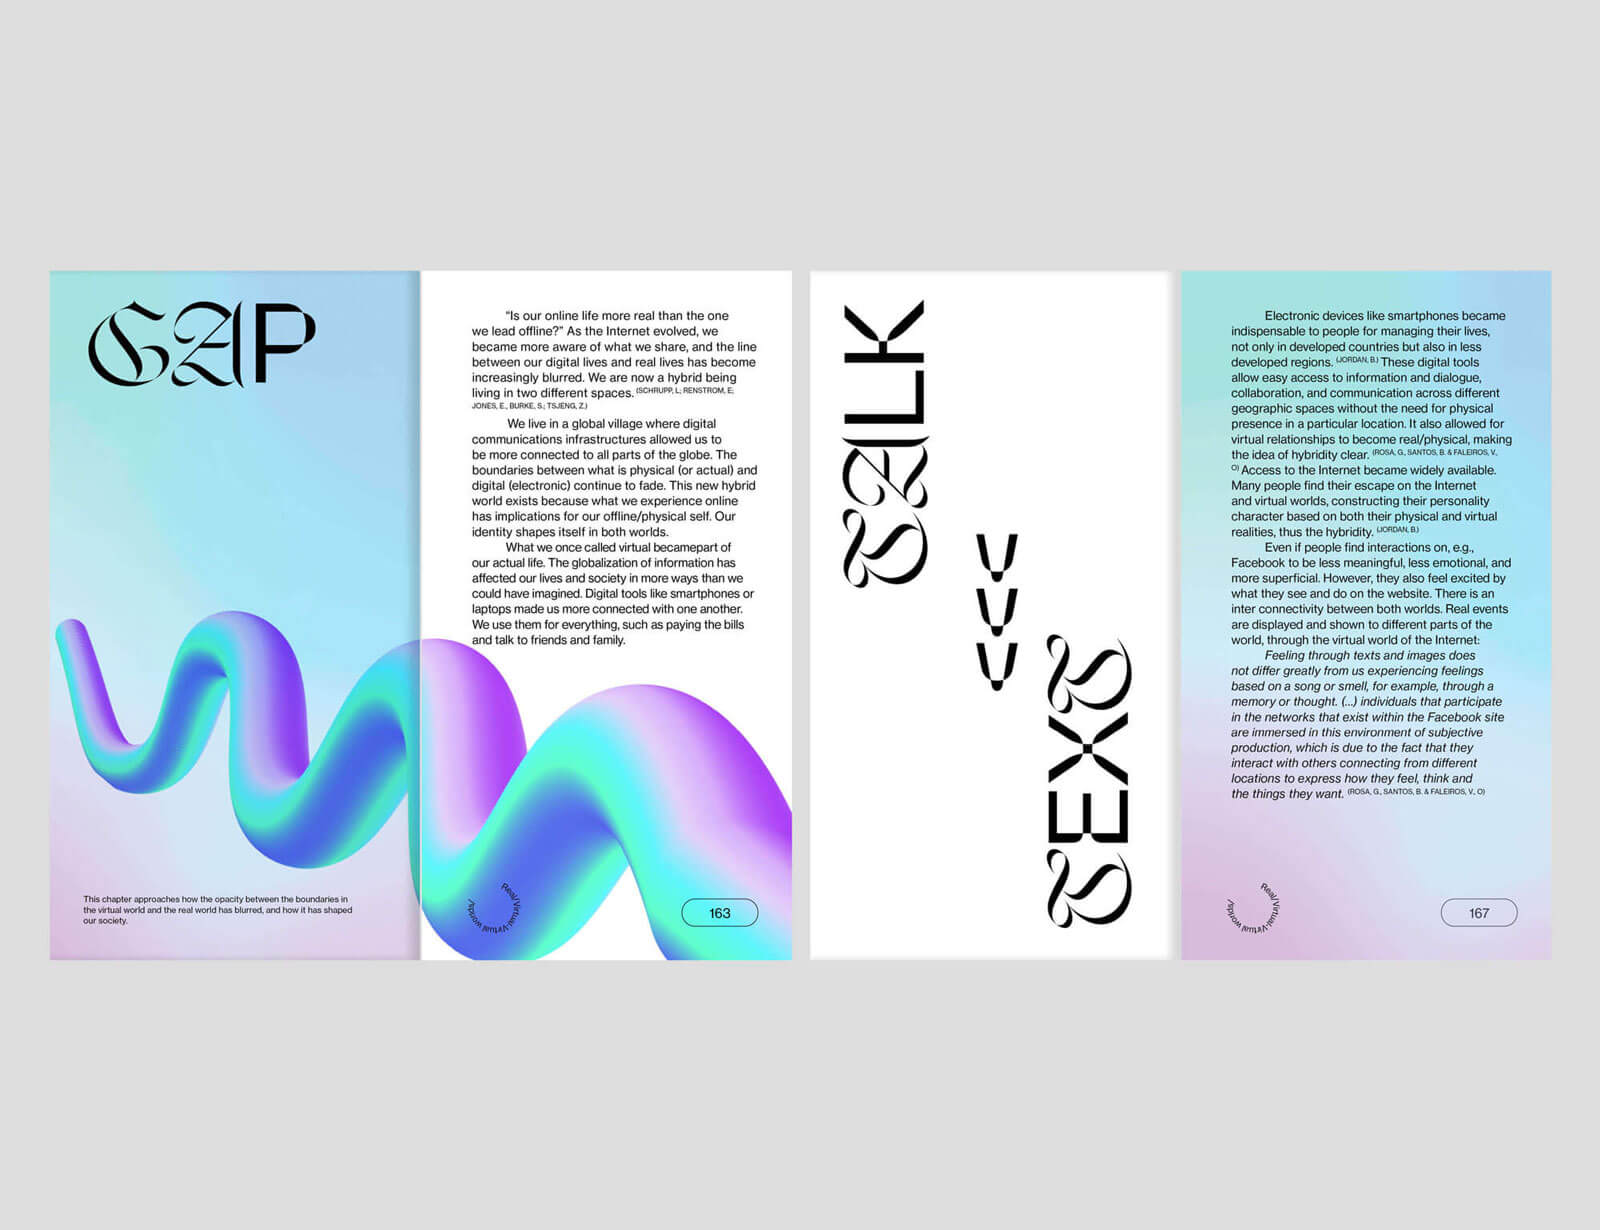 GAP
This chapter approaches how the opacity between the boundaries in
the virtual world and the real world has blurred, and how it has shaped
our society.
“Is our online life more real than the one
we lead offline?” As the Internet evolved, we
became more aware of what we share, and the line
between our digital lives and real lives has become
increasingly blurred. We are now a hybrid being
living in two different spaces. (SCHRUPP, L; RENSTROM, E;
JONES, E., BURKE, S.; TSJENG, Z.)
We live in a global village where digital
communications infrastructures allowed us to
be more connected to all parts of the globe. The
boundaries between what is physical (or actual) and
digital (electronic) continue to fade. This new hybrid
world exists because what we experience online
has implications for our offline/physical self. Our
identity shapes itself in both worlds.
What we once called virtual becamepart of
our actual life. The globalization of information has
affected our lives and society in more ways than we
could have imagined. Digital tools like smartphones or
laptops made us more connected with one another.
We use them for everything, such as paying the bills
and talk to friends and family.
Real/Virtual-Virtual worlds/
163
TALK
VVV
TEXT
Electronic devices like smartphones became
indispensable to people for managing their lives,
not only in developed countries but also in less
developed regions. (JORDAN, B.) These digital tools
allow easy access to information and dialogue,
collaboration, and communication across different
geographic spaces without the need for physical
presence in a particular location. It also allowed for
virtual relationships to become real/physical, making
the idea of hybridity clear. (ROSA, G., SANTOS, B. & FALEIROS, V.,
O) Access to the Internet became widely available.
Many people find their escape on the Internet
and virtual worlds, constructing their personality
character based on both their physical and virtual
realities, thus the hybridity. (JORDAN, B.)
Even if people find interactions on, e.g.,
Facebook to be less meaningful, less emotional, and
more superficial. However, they also feel excited by
what they see and do on the website. There is an
inter connectivity between both worlds. Real events
are displayed and shown to different parts of the
world, through the virtual world of the Internet:
Feeling through texts and images does
not differ greatly from us experiencing feelings
based on a song or smell, for example, through a
memory or thought. (...) individuals that participate
in the networks that exist within the Facebook site
are immersed in this environment of subjective
production, which is due to the fact that they
interact with others connecting from different
locations to express how they feel, think and
the things they want. (ROSA, G., SANTOS, B. & FALEIROS, V., O)
Real/Virtual-Virtual worlds/
167